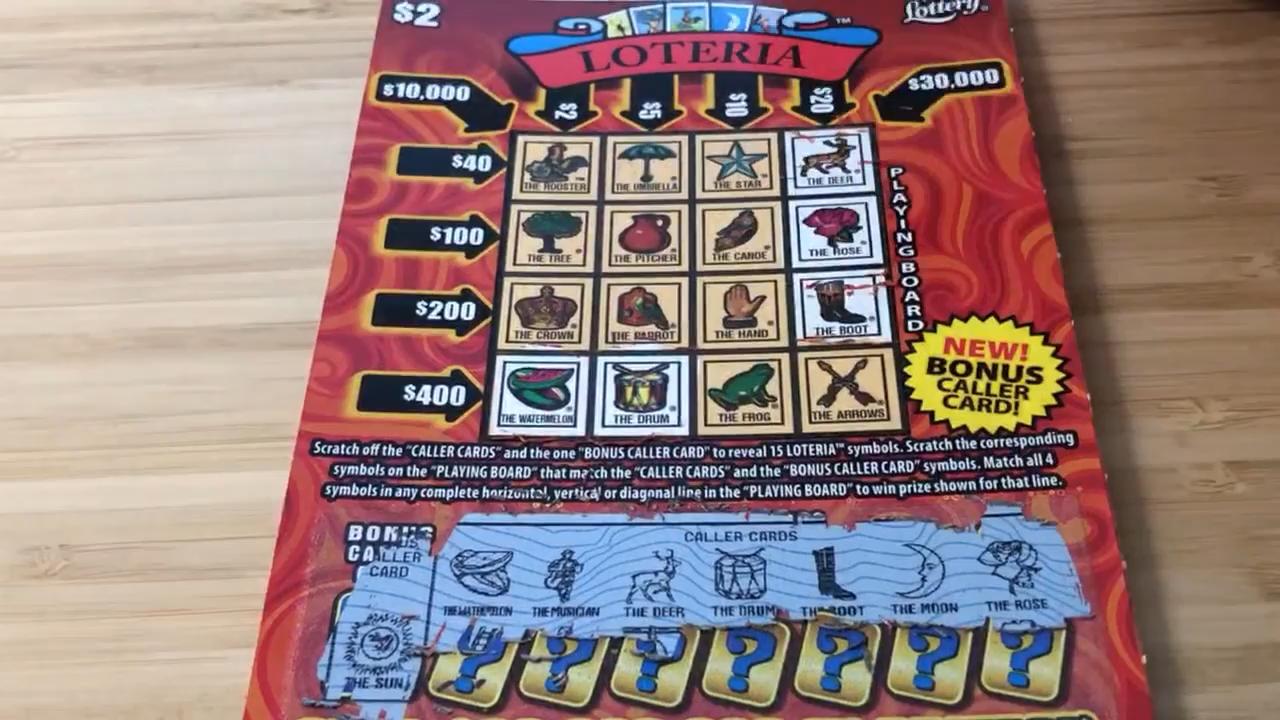 $2
Lottery
LOTERIA™
$10,000
$30,000
$2 $5 $10 $20
$40
THE ROOSTER THE UMBRELLA THE STAR THE DEER
$100
THE TREE THE PITCHER THE CANOE THE ROSE
$200
THE CROWN THE PARROT THE HAND THE BOOT
$400
THE WATERMELON THE DRUM THE FROG THE ARROWS
PLAYING BOARD
NEW!
BONUS
CALLER
CARD!
Scratch off the "CALLER CARDS" and the one "BONUS CALLER CARD" to reveal 15 LOTERIA™ symbols. Scratch the corresponding
symbols on the "PLAYING BOARD" that match the "CALLER CARDS" and the "BONUS CALLER CARD" symbols. Match all 4
symbols in any complete horizontal, vertical or diagonal line in the "PLAYING BOARD" to win prize shown for that line.
BONUS
CALLER
CARD
THE SUN
CALLER CARDS
THE WATERMELON THE MUSICIAN THE DEER THE DRUM THE BOOT THE MOON THE ROSE
? ? ? ? ? ? ?